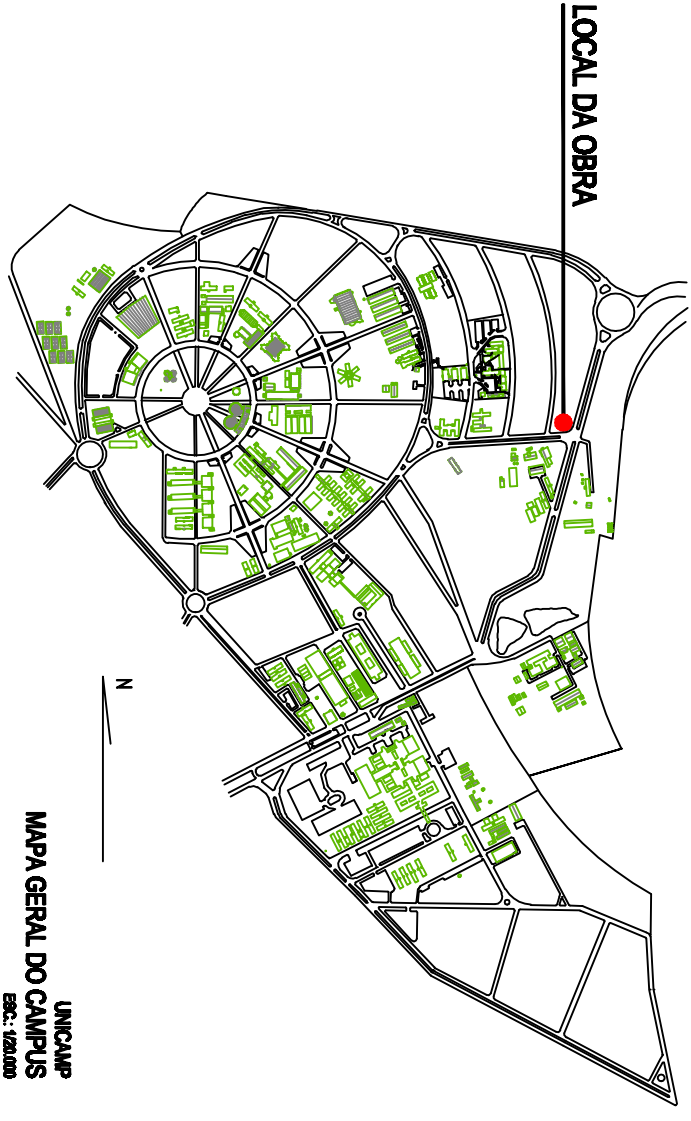 LOCAL DA OBRA
N
UNICAMP
MAPA GERAL DO CAMPUS
ESC.: 1/20.000